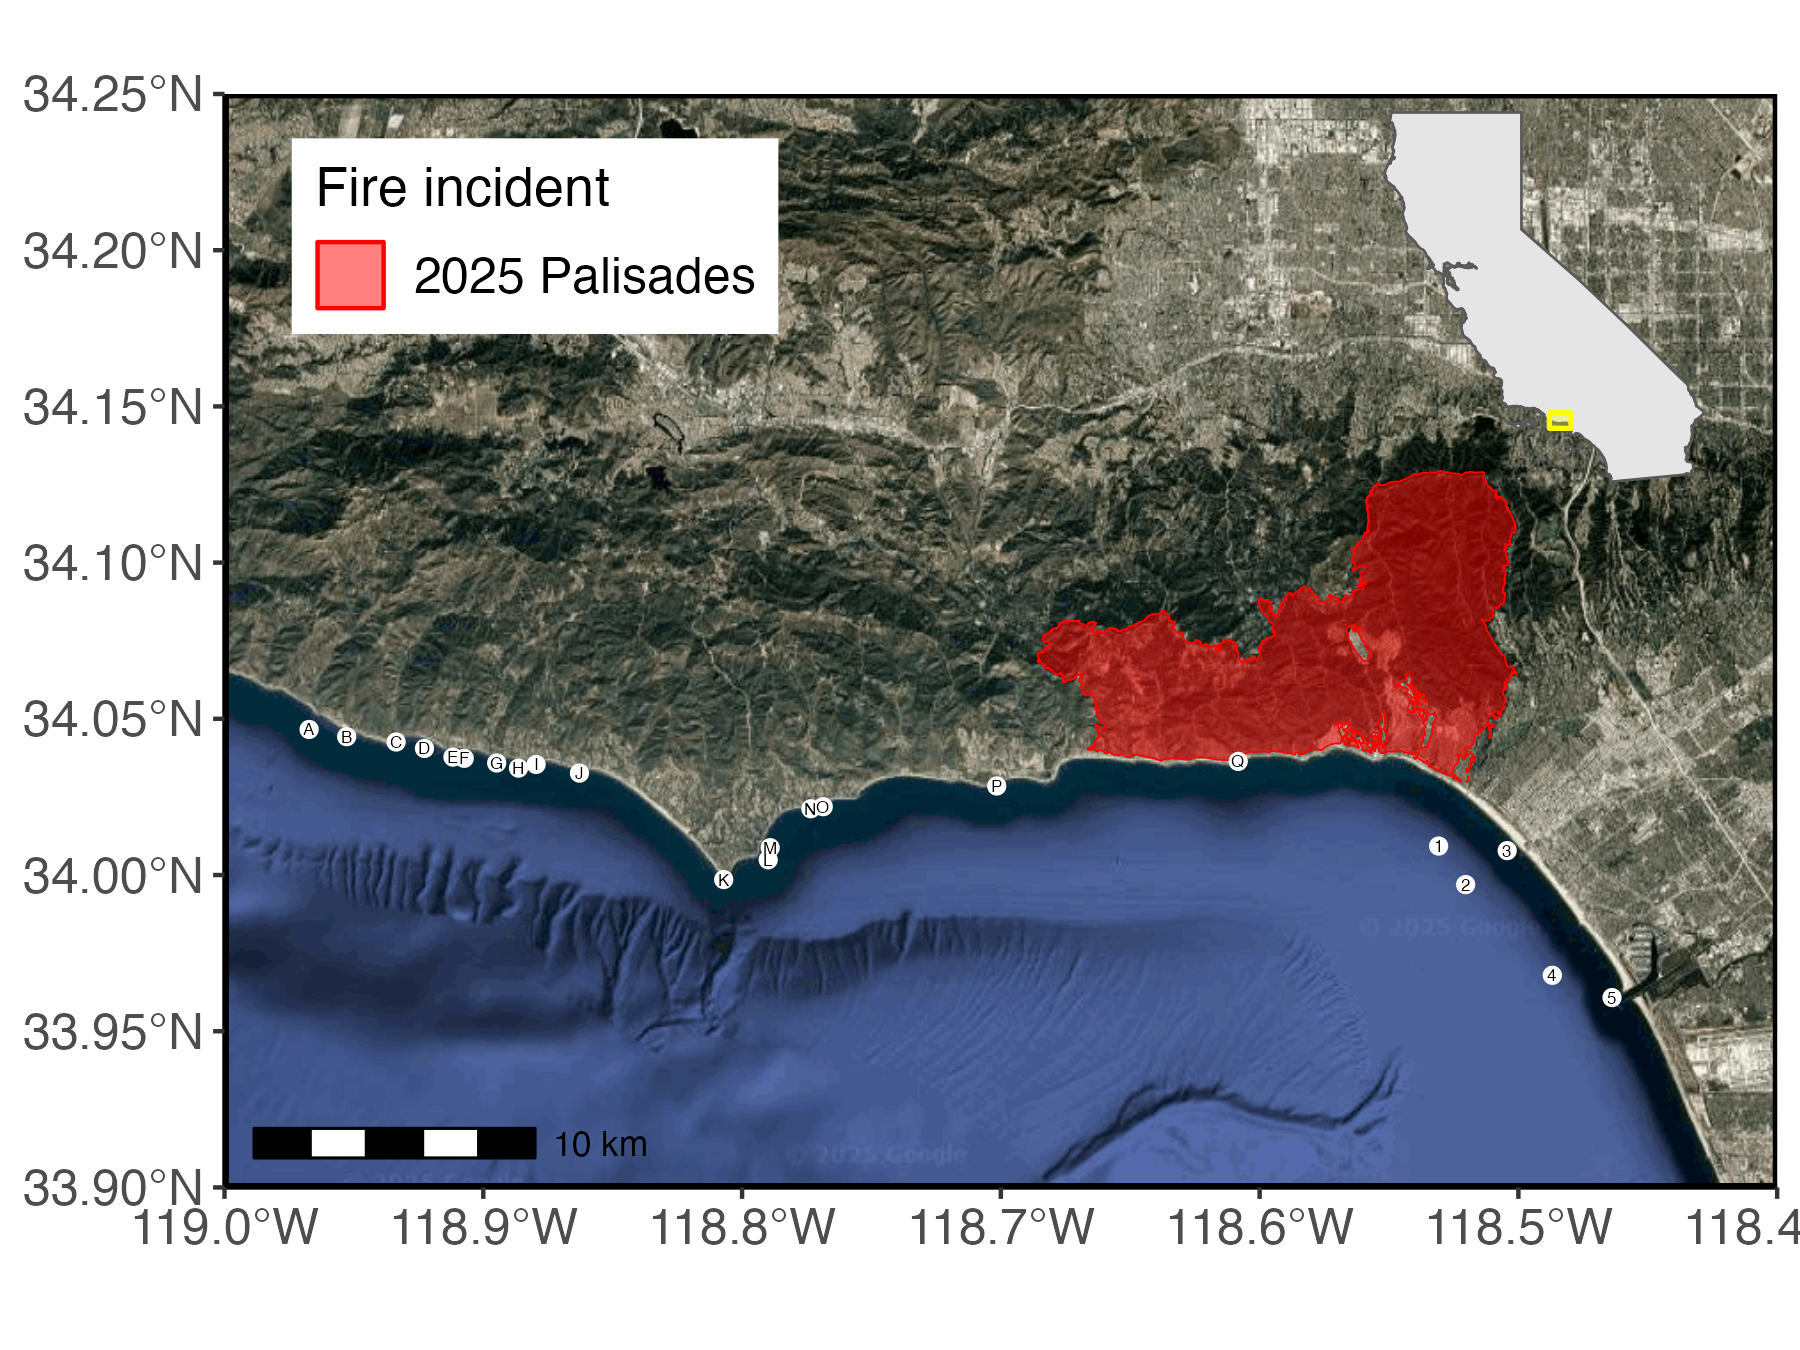 34.25°N
34.20°N
34.15°N
34.10°N
34.05°N
34.00°N
33.95°N
33.90°N
Fire incident
2025 Palisades
A
B
C
D
E
F
G
H
I
J
K
L
M
N
O
P
Q
1
2
3
4
5
© 2025 Google
© 2025 Google
2025 Google
10 km
119.0°W
118.9°W
118.8°W
118.7°W
118.6°W
118.5°W
118.4